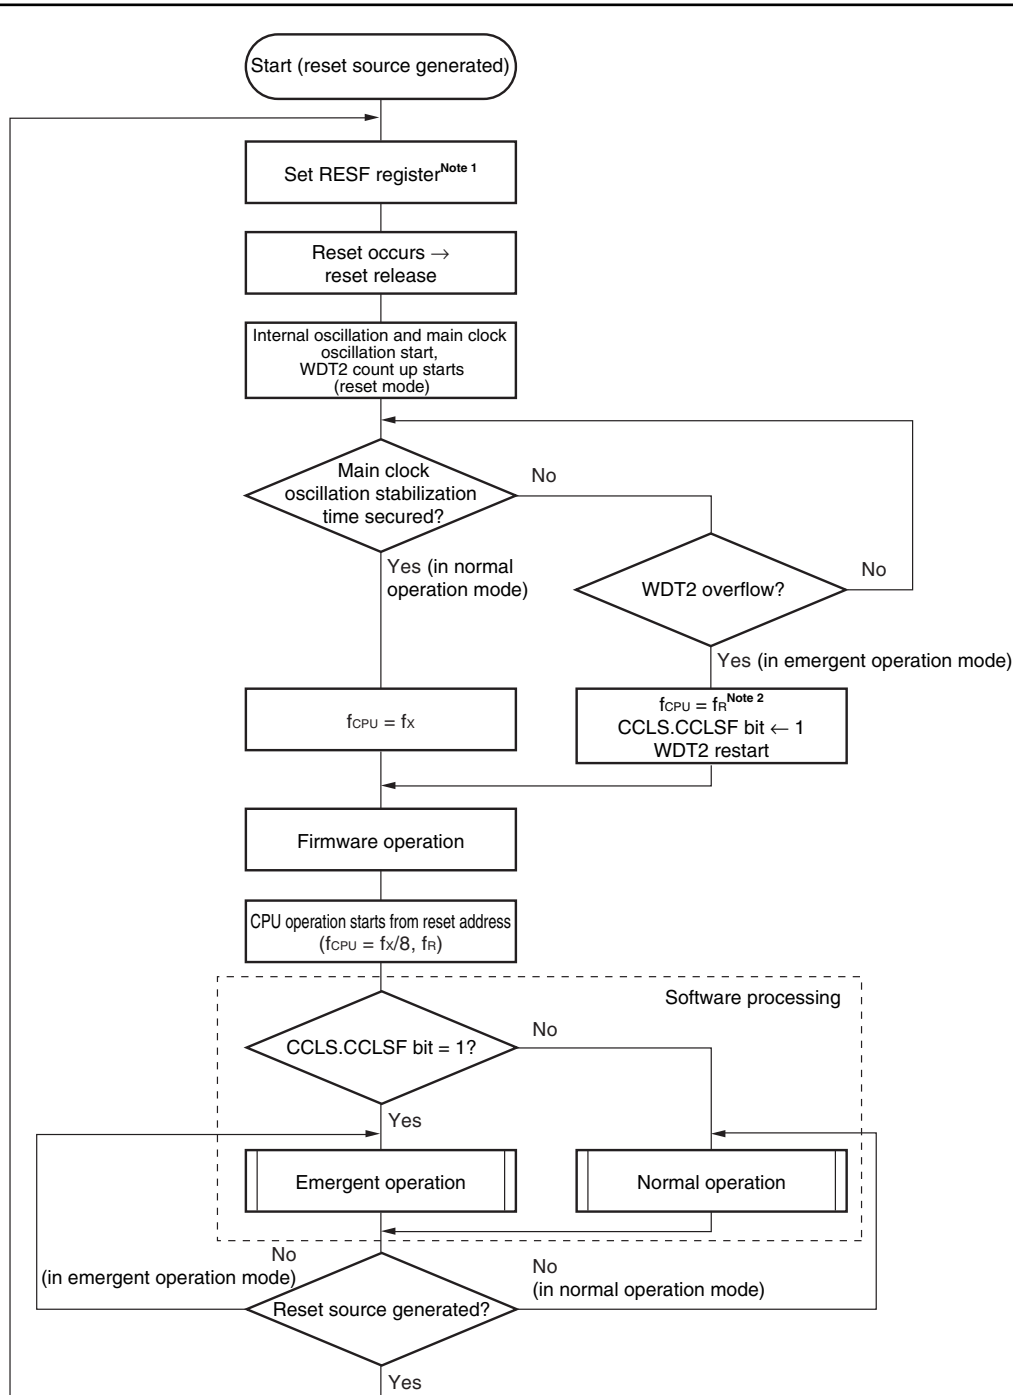 Start (reset source generated)
Set RESF register Note 1
Reset occurs →
reset release
Internal oscillation and main clock
oscillation start,
WDT2 count up starts
(reset mode)
Main clock
oscillation stabilization
time secured?
No
Yes (in normal
operation mode)
WDT2 overflow?
No
Yes (in emergent operation mode)
fCPU = fX
fCPU = fR Note 2
CCLS.CCLSF bit ← 1
WDT2 restart
Firmware operation
CPU operation starts from reset address
(fCPU = fX/8, fR)
Software processing
CCLS.CCLSF bit = 1?
No
Yes
Emergent operation
Normal operation
No
(in emergent operation mode)
No
(in normal operation mode)
Reset source generated?
Yes